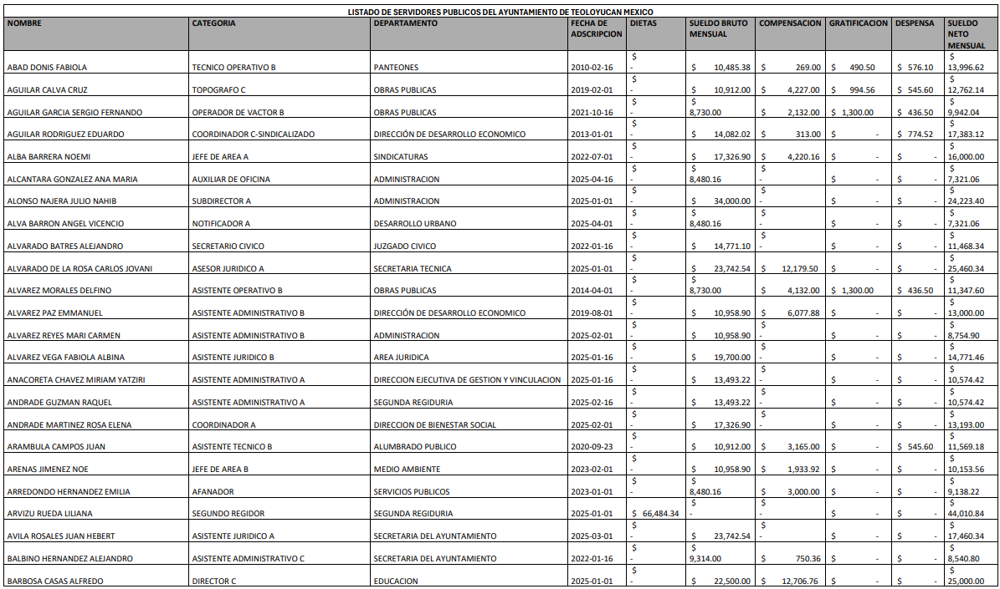 LISTADO DE SERVIDORES PUBLICOS DEL AYUNTAMIENTO DE TEOLOYUCAN MEXICO
NOMBRE CATEGORIA DEPARTAMENTO FECHA DE ADSCRIPCION DIETAS SUELDO BRUTO MENSUAL COMPENSACION GRATIFICACION DESPENSA SUELDO NETO MENSUAL
ABAD DONIS FABIOLA TECNICO OPERATIVO B PANTEONES 2010-02-16 $ - $ 10,485.38 $ 269.00 $ 490.50 $ 576.10 $ 13,996.62
AGUILAR CALVA CRUZ TOPOGRAFO C OBRAS PUBLICAS 2019-02-01 $ - $ 10,912.00 $ 4,227.00 $ 994.56 $ 545.60 $ 12,762.14
AGUILAR GARCIA SERGIO FERNANDO OPERADOR DE VACTOR B OBRAS PUBLICAS 2021-10-16 $ - $ 8,730.00 $ 2,132.00 $ 1,300.00 $ 436.50 $ 9,942.04
AGUILAR RODRIGUEZ EDUARDO COORDINADOR C-SINDICALIZADO DIRECCIÓN DE DESARROLLO ECONOMICO 2013-01-01 $ - $ 14,082.02 $ 313.00 $ - $ 774.52 $ 17,383.12
ALBA BARRERA NOEMI JEFE DE AREA A SINDICATURAS 2022-07-01 $ - $ 17,326.90 $ 4,220.16 $ - $ - $ 16,000.00
ALCANTARA GONZALEZ ANA MARIA AUXILIAR DE OFICINA ADMINISTRACION 2025-04-16 $ - $ 8,480.16 $ - $ - $ - $ 7,321.06
ALONSO NAJERA JULIO NAHIB SUBDIRECTOR A ADMINISTRACION 2025-01-01 $ - $ 34,000.00 $ - $ - $ - $ 24,223.40
ALVA BARRON ANGEL VICENCIO NOTIFICADOR A DESARROLLO URBANO 2025-04-01 $ - $ 8,480.16 $ - $ - $ - $ 7,321.06
ALVARADO BATRES ALEJANDRO SECRETARIO CIVICO JUZGADO CIVICO 2022-01-16 $ - $ 14,771.10 $ - $ - $ - $ 11,468.34
ALVARADO DE LA ROSA CARLOS JOVANI ASESOR JURIDICO A SECRETARIA TECNICA 2025-01-01 $ - $ 23,742.54 $ 12,179.50 $ - $ - $ 25,460.34
ALVAREZ MORALES DELFINO ASISTENTE OPERATIVO B OBRAS PUBLICAS 2014-04-01 $ - $ 8,730.00 $ 4,132.00 $ 1,300.00 $ 436.50 $ 11,347.60
ALVAREZ PAZ EMMANUEL ASISTENTE ADMINISTRATIVO B DIRECCIÓN DE DESARROLLO ECONOMICO 2019-08-01 $ - $ 10,958.90 $ 6,077.88 $ - $ - $ 13,000.00
ALVAREZ REYES MARI CARMEN ASISTENTE ADMINISTRATIVO B ADMINISTRACION 2025-02-01 $ - $ 10,958.90 $ - $ - $ - $ 8,754.90
ALVAREZ VEGA FABIOLA ALBINA ASISTENTE JURIDICO B AREA JURIDICA 2025-01-16 $ - $ 19,700.00 $ - $ - $ - $ 14,771.46
ANACORETA CHAVEZ MIRIAM YATZIRI ASISTENTE ADMINISTRATIVO A DIRECCION EJECUTIVA DE GESTION Y VINCULACION 2025-01-16 $ - $ 13,493.22 $ - $ - $ - $ 10,574.42
ANDRADE GUZMAN RAQUEL ASISTENTE ADMINISTRATIVO A SEGUNDA REGIDURIA 2025-02-16 $ - $ 13,493.22 $ - $ - $ - $ 10,574.42
ANDRADE MARTINEZ ROSA ELENA COORDINADOR A DIRECCION DE BIENESTAR SOCIAL 2025-02-01 $ - $ 17,326.90 $ - $ - $ - $ 13,193.00
ARAMBULA CAMPOS JUAN ASISTENTE TECNICO B ALUMBRADO PUBLICO 2020-09-23 $ - $ 10,912.00 $ 3,165.00 $ - $ 545.60 $ 11,569.18
ARENAS JIMENEZ NOE JEFE DE AREA B MEDIO AMBIENTE 2023-02-01 $ - $ 10,958.90 $ 1,933.92 $ - $ - $ 10,153.56
ARREDONDO HERNANDEZ EMILIA AFANADOR SERVICIOS PUBLICOS 2023-01-01 $ - $ 8,480.16 $ 3,000.00 $ - $ - $ 9,138.22
ARVIZU RUEDA LILIANA SEGUNDO REGIDOR SEGUNDA REGIDURIA 2025-01-01 $ 66,484.34 $ - $ - $ - $ - $ 44,010.84
AVILA ROSALES JUAN HEBERT ASISTENTE JURIDICO A SECRETARIA DEL AYUNTAMIENTO 2025-03-01 $ - $ 23,742.54 $ - $ - $ - $ 17,460.34
BALBINO HERNANDEZ ALEJANDRO ASISTENTE ADMINISTRATIVO C SECRETARIA DEL AYUNTAMIENTO 2022-01-16 $ - $ 9,314.00 $ 750.36 $ - $ - $ 8,540.80
BARBOSA CASAS ALFREDO DIRECTOR C EDUCACION 2025-01-01 $ - $ 22,500.00 $ 12,706.76 $ - $ - $ 25,000.00